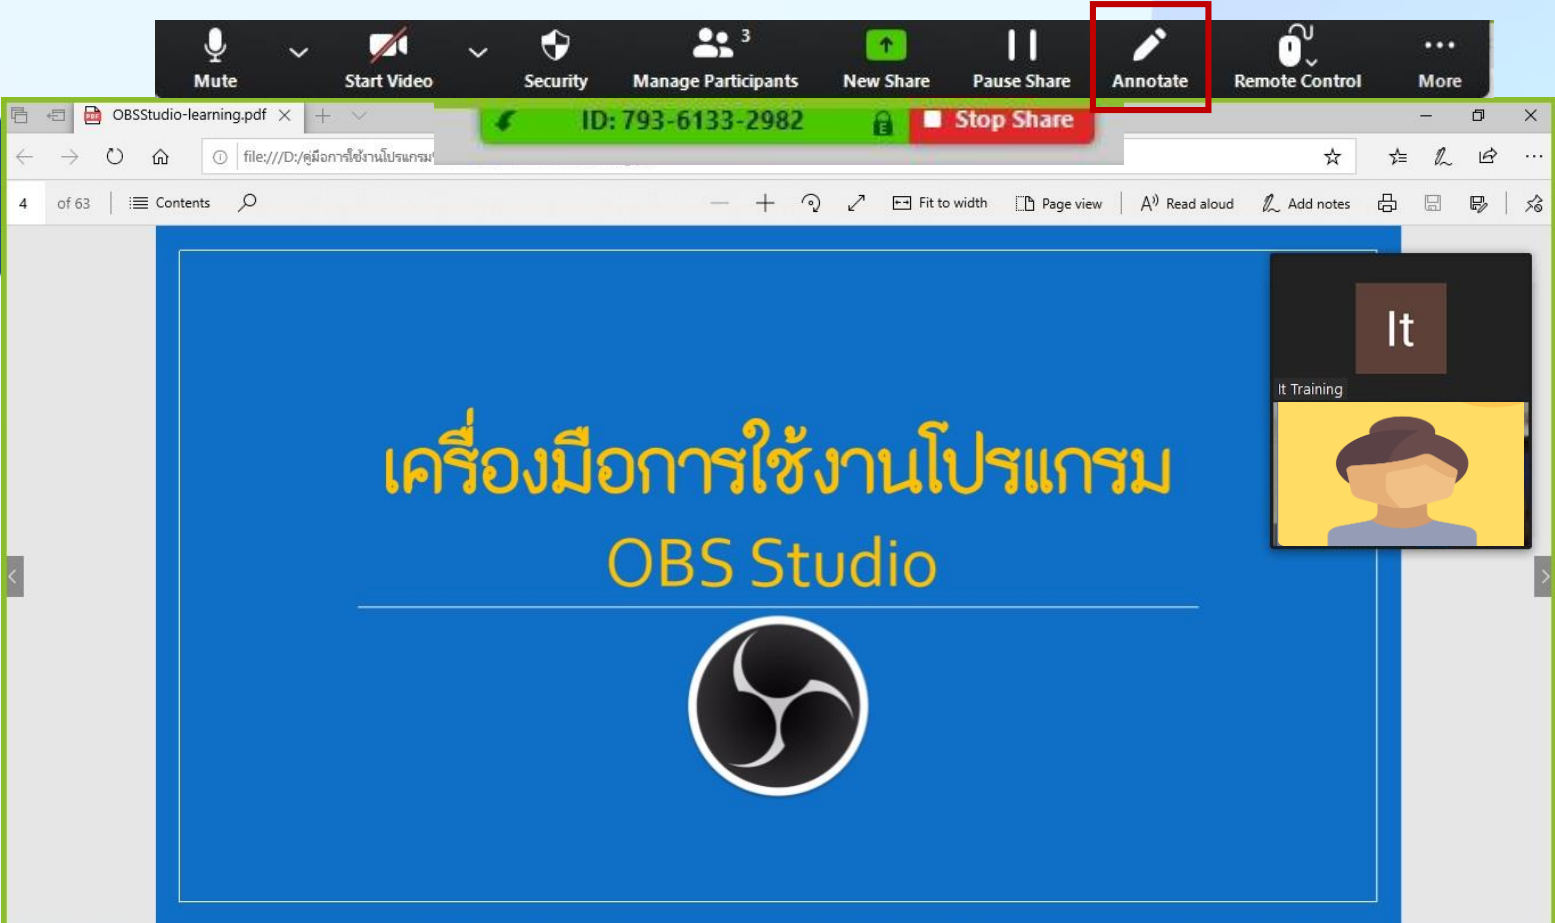 3
Mute Start Video Security Manage Participants New Share Pause Share Annotate Remote Control More
OBSStudio-learning.pdf
ID: 793-6133-2982 Stop Share
file:///D:/คู่มือการใช้งานโปรแกรม
4 of 63 Contents Fit to width Page view Read aloud Add notes
It
It Training
เครื่องมือการใช้งานโปรแกรม
OBS Studio